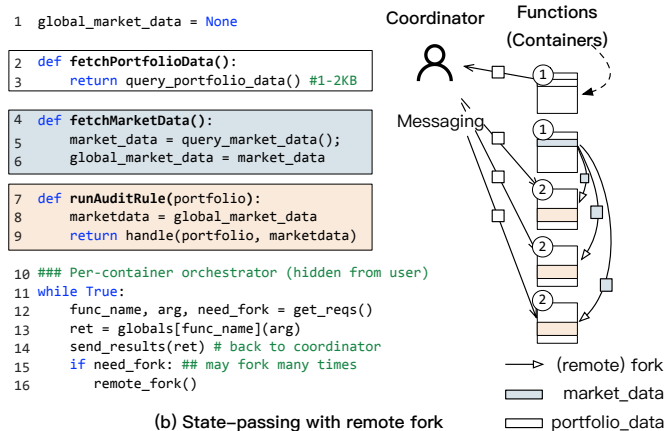 1 global_market_data = None
2 def fetchPortfolioData():
3 return query_portfolio_data() #1-2KB
4 def fetchMarketData():
5 market_data = query_market_data();
6 global_market_data = market_data
7 def runAuditRule(portfolio):
8 marketdata = global_market_data
9 return handle(portfolio, marketdata)
10 ### Per-container orchestrator (hidden from user)
11 while True:
12 func_name, arg, need_fork = get_reqs()
13 ret = globals[func_name](arg)
14 send_results(ret) # back to coordinator
15 if need_fork: ## may fork many times
16 remote_fork()
Coordinator
Functions
(Containers)
Messaging
1
1
2
2
2
(remote) fork
market_data
portfolio_data
(b) State-passing with remote fork